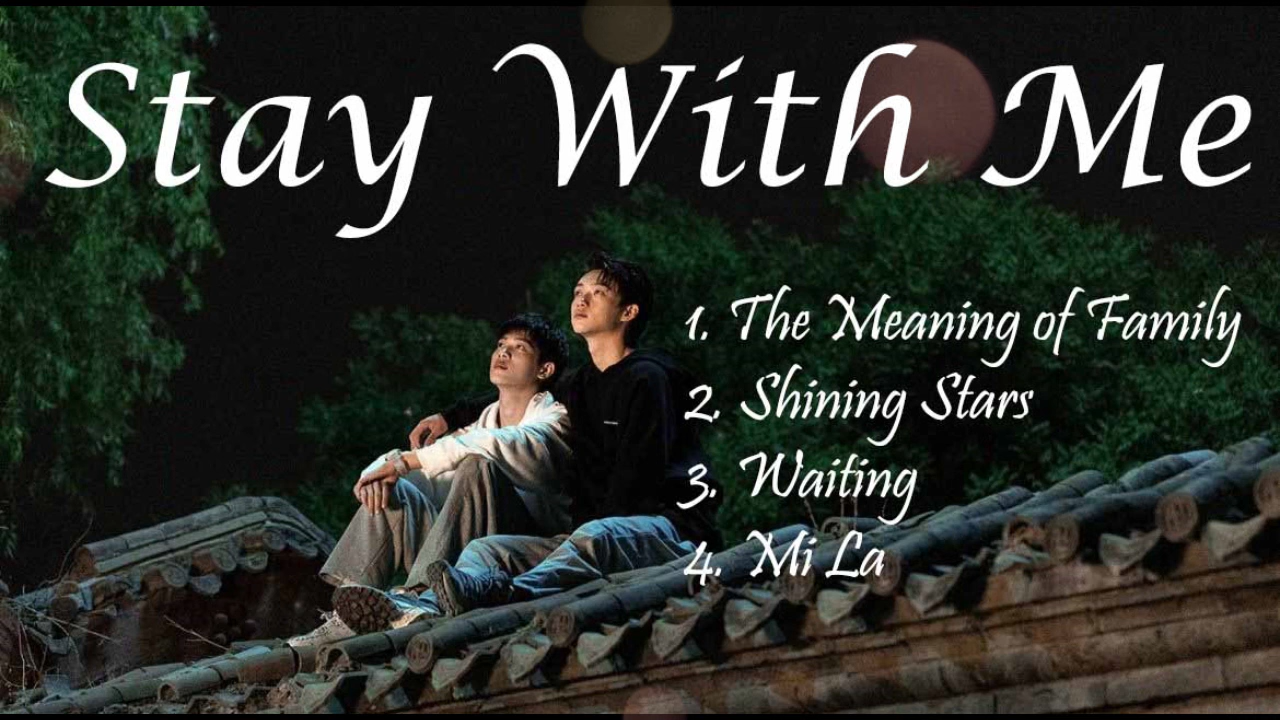 Stay With Me
1. The Meaning of Family
2. Shining Stars
3. Waiting
4. Mi La